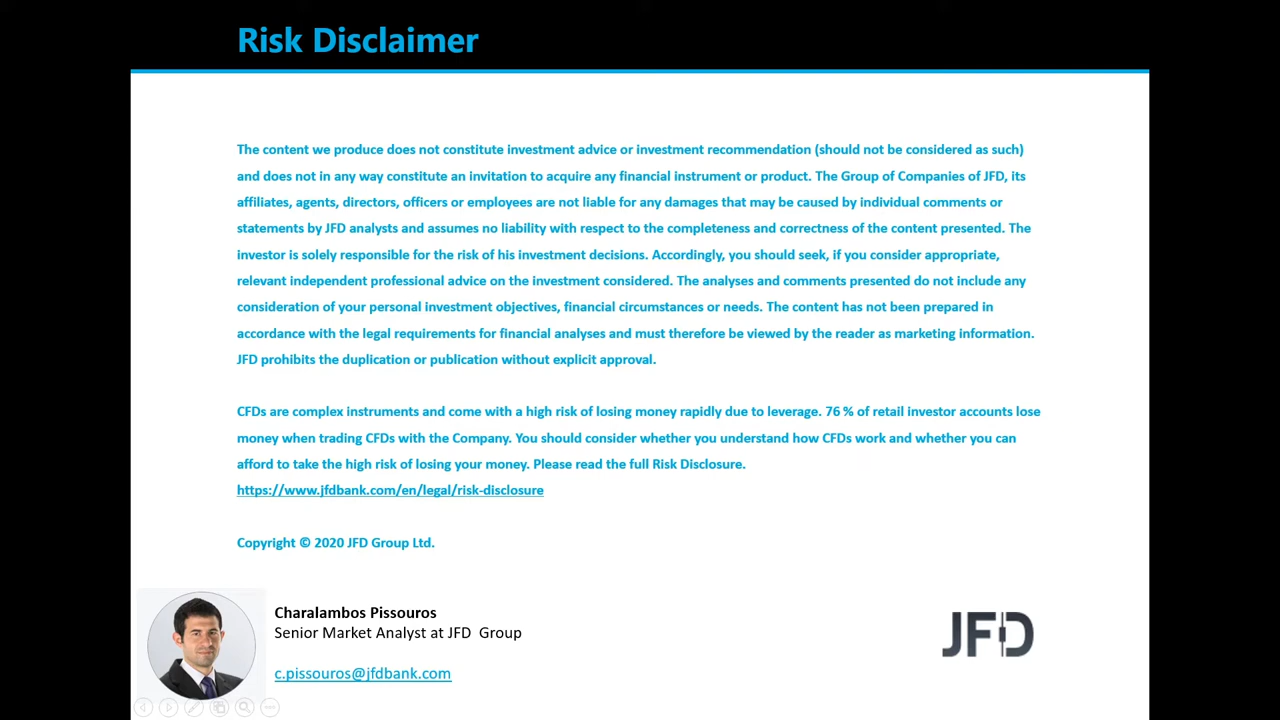 Risk Disclaimer
The content we produce does not constitute investment advice or investment recommendation (should not be considered as such)
and does not in any way constitute an invitation to acquire any financial instrument or product. The Group of Companies of JFD, its
affiliates, agents, directors, officers or employees are not liable for any damages that may be caused by individual comments or
statements by JFD analysts and assumes no liability with respect to the completeness and correctness of the content presented. The
investor is solely responsible for the risk of his investment decisions. Accordingly, you should seek, if you consider appropriate,
relevant independent professional advice on the investment considered. The analyses and comments presented do not include any
consideration of your personal investment objectives, financial circumstances or needs. The content has not been prepared in
accordance with the legal requirements for financial analyses and must therefore be viewed by the reader as marketing information.
JFD prohibits the duplication or publication without explicit approval.
CFDs are complex instruments and come with a high risk of losing money rapidly due to leverage. 76 % of retail investor accounts lose
money when trading CFDs with the Company. You should consider whether you understand how CFDs work and whether you can
afford to take the high risk of losing your money. Please read the full Risk Disclosure.
https://www.jfdbank.com/en/legal/risk-disclosure
Copyright © 2020 JFD Group Ltd.
Charalambos Pissouros
Senior Market Analyst at JFD Group
c.pissouros@jfdbank.com
JFD